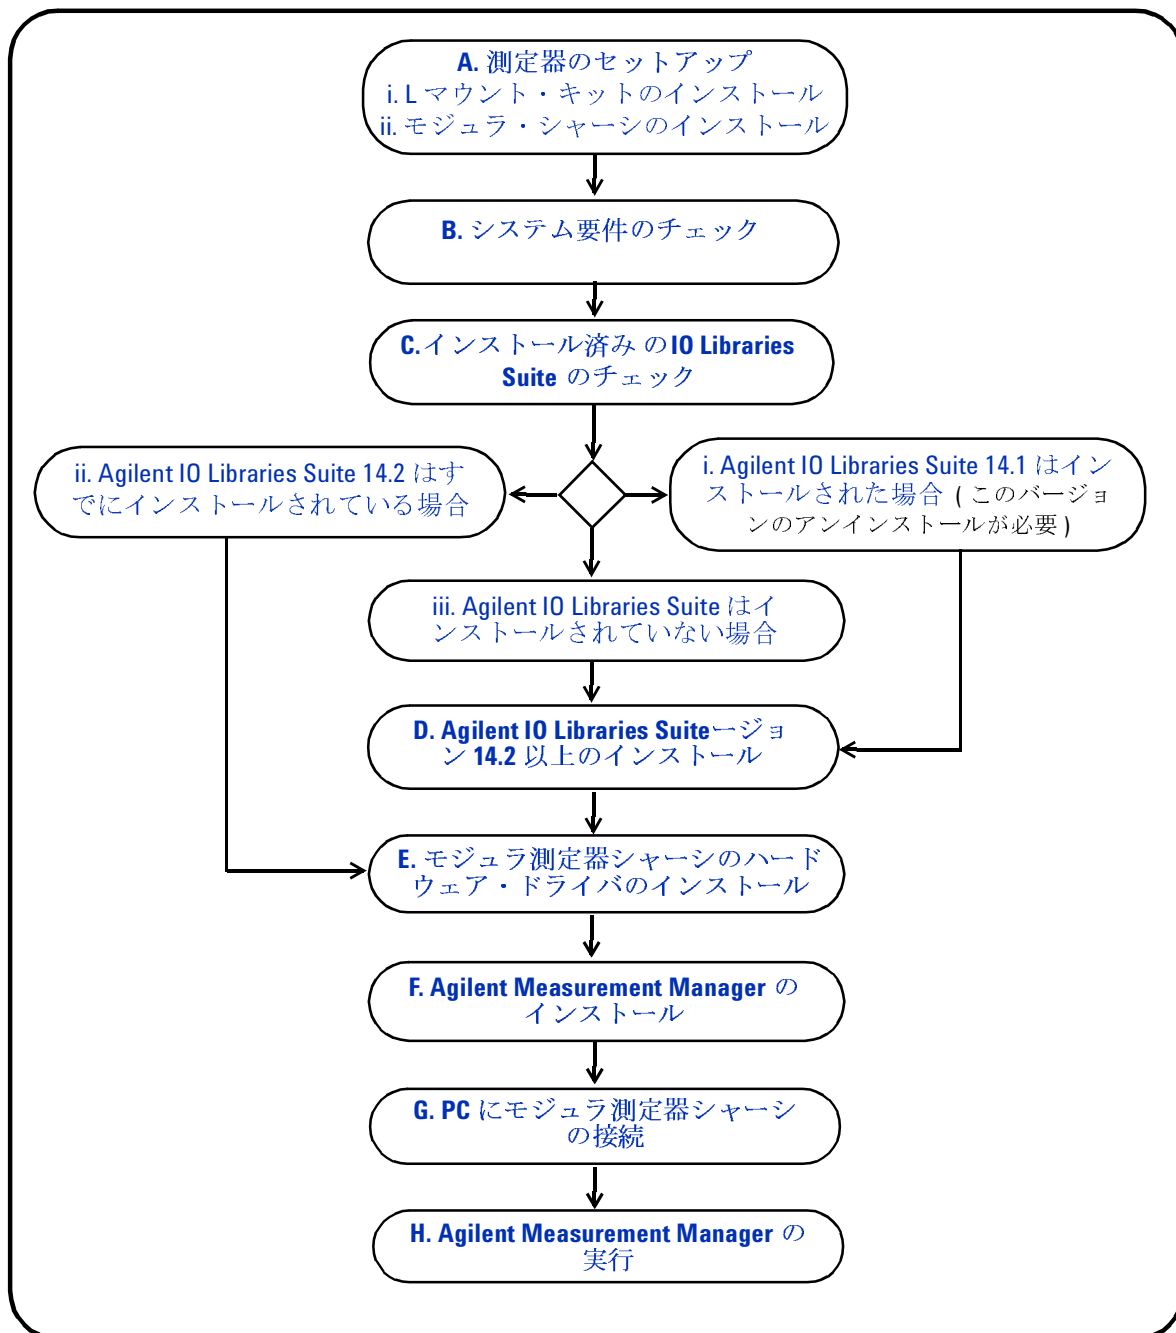 A. 測定器のセットアップ
i. L マウント・キットのインストール
ii. モジュラ・シャーシのインストール
B. システム要件のチェック
C.インストール済み のIO Libraries
Suite のチェック
ii. Agilent IO Libraries Suite 14.2 はす
でにインストールされている場合
i. Agilent IO Libraries Suite 14.1 はイン
ストールされた場合 ( このバージョ
ンのアンインストールが必要 )
iii. Agilent IO Libraries Suite はイ
ンストールされていない場合
D. Agilent IO Libraries Suiteージョ
ン 14.2 以上のインストール
E. モジュラ測定器シャーシのハード
ウェア・ドライバのインストール
F. Agilent Measurement Manager の
インストール
G. PC にモジュラ測定器シャーシ
の接続
H. Agilent Measurement Manager の
実行